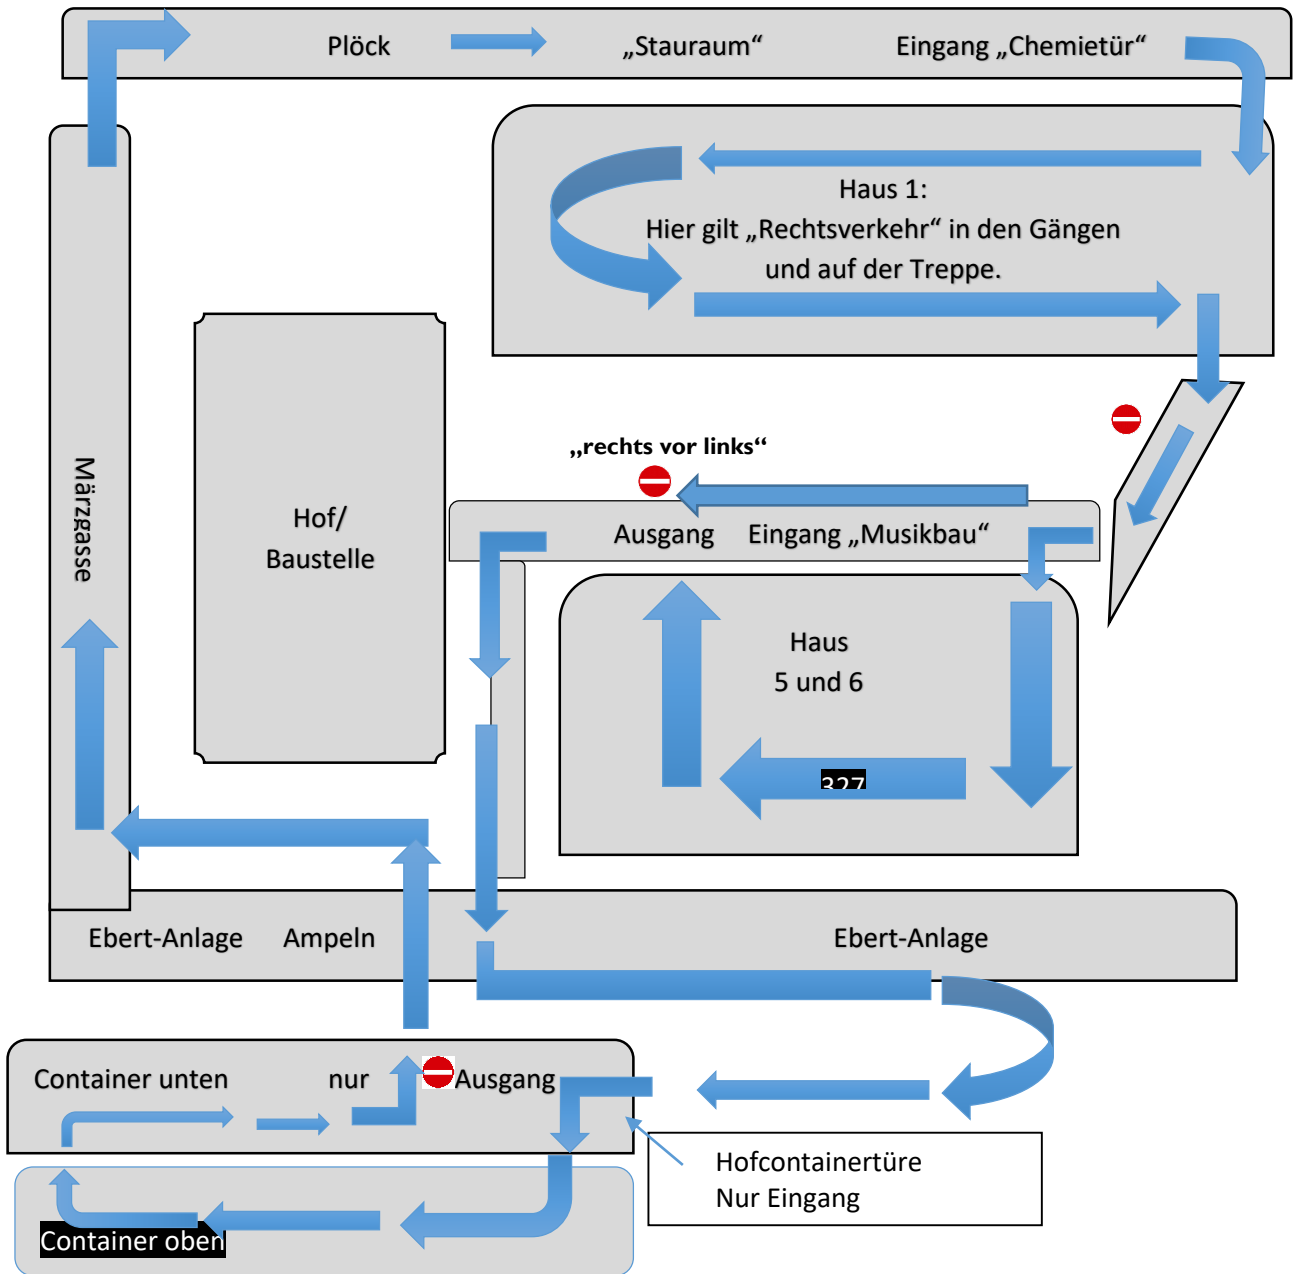 Plöck „Stauraum“ Eingang „Chemietür“
Haus 1:
Hier gilt „Rechtsverkehr“ in den Gängen
und auf der Treppe.
„rechts vor links“
Märzgasse
Hof/
Baustelle
Ausgang Eingang „Musikbau“
Haus
5 und 6
327
Ebert-Anlage Ampeln Ebert-Anlage
Container unten nur Ausgang
Hofcontainertüre
Nur Eingang
Container oben